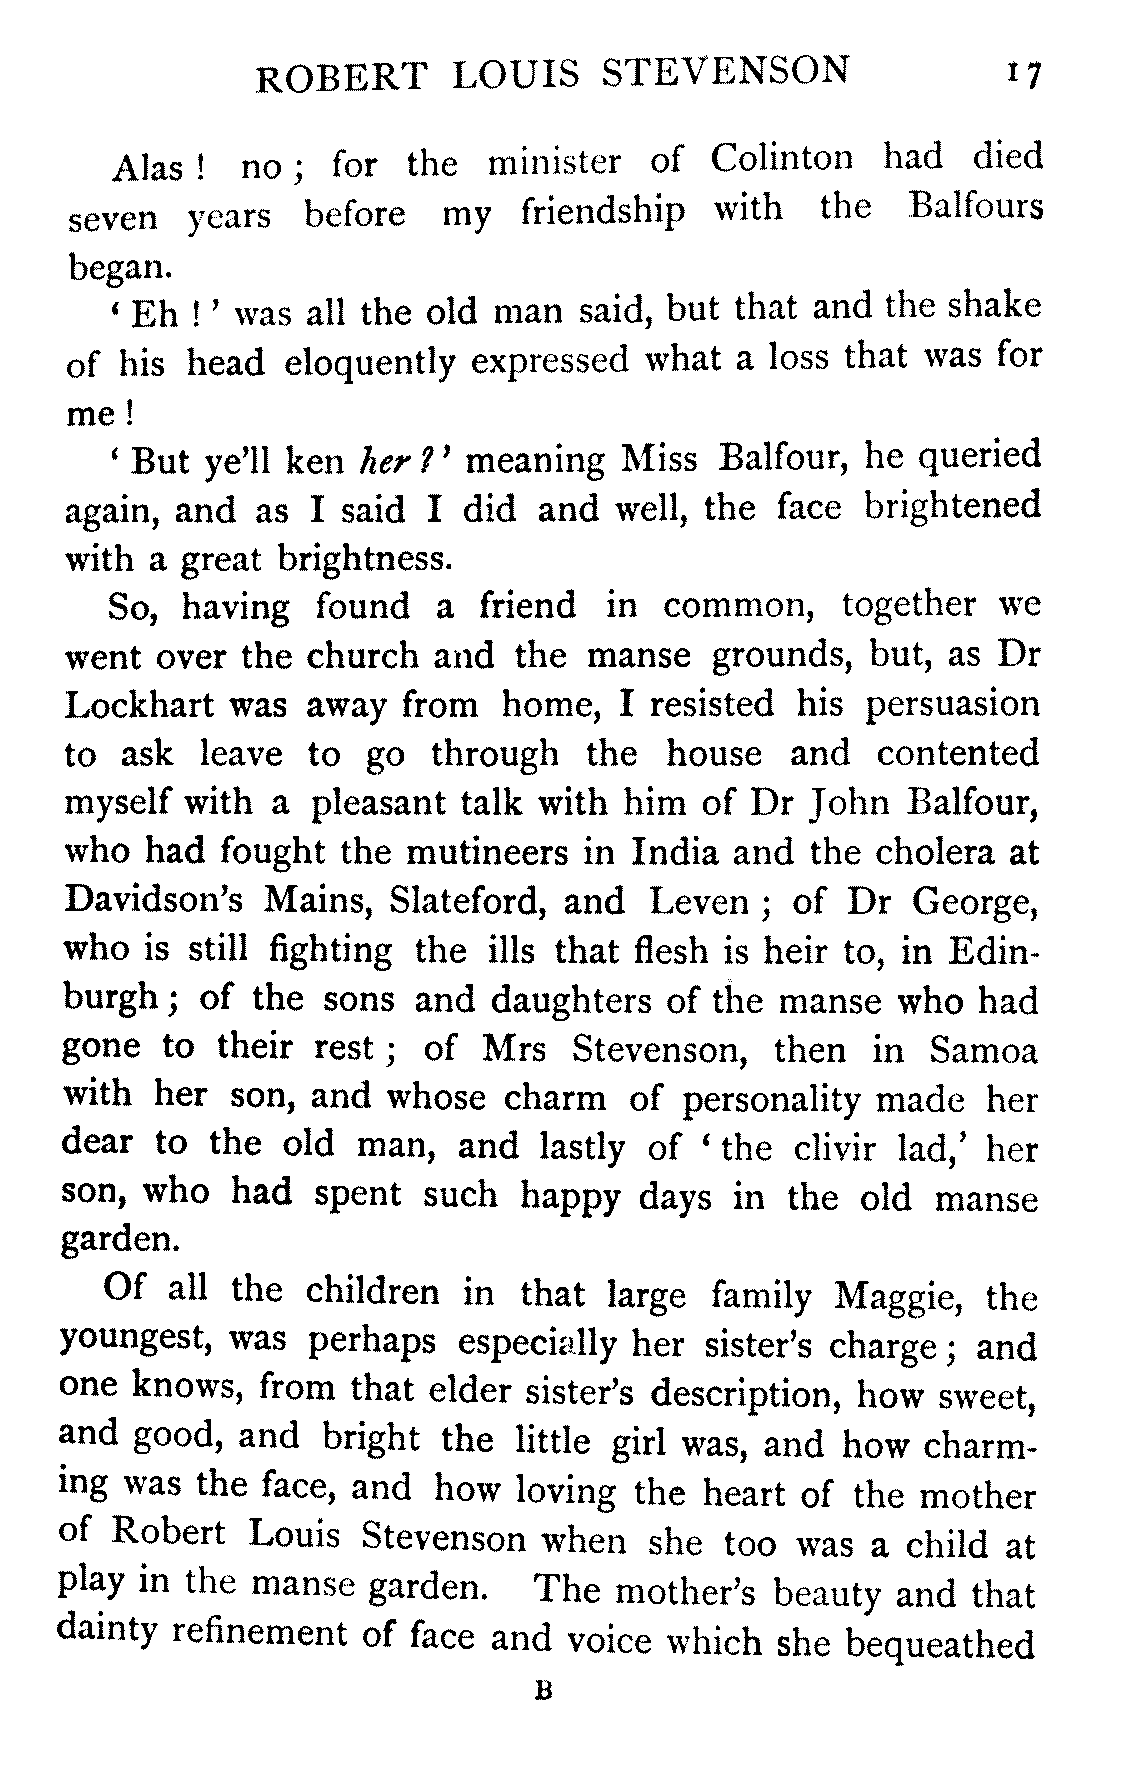 ROBERT LOUIS STEVENSON 17
Alas ! no ; for the minister of Colinton had died
seven years before my friendship with the Balfours
began.
‘ Eh ! ’ was all the old man said, but that and the shake
of his head eloquently expressed what a loss that was for
me !
‘ But ye’ll ken her ? ’ meaning Miss Balfour, he queried
again, and as I said I did and well, the face brightened
with a great brightness.
So, having found a friend in common, together we
went over the church and the manse grounds, but, as Dr
Lockhart was away from home, I resisted his persuasion
to ask leave to go through the house and contented
myself with a pleasant talk with him of Dr John Balfour,
who had fought the mutineers in India and the cholera at
Davidson’s Mains, Slateford, and Leven ; of Dr George,
who is still fighting the ills that flesh is heir to, in Edin-
burgh ; of the sons and daughters of the manse who had
gone to their rest ; of Mrs Stevenson, then in Samoa
with her son, and whose charm of personality made her
dear to the old man, and lastly of ‘ the clivir lad,’ her
son, who had spent such happy days in the old manse
garden.
Of all the children in that large family Maggie, the
youngest, was perhaps especially her sister’s charge ; and
one knows, from that elder sister’s description, how sweet,
and good, and bright the little girl was, and how charm-
ing was the face, and how loving the heart of the mother
of Robert Louis Stevenson when she too was a child at
play in the manse garden. The mother’s beauty and that
dainty refinement of face and voice which she bequeathed
B